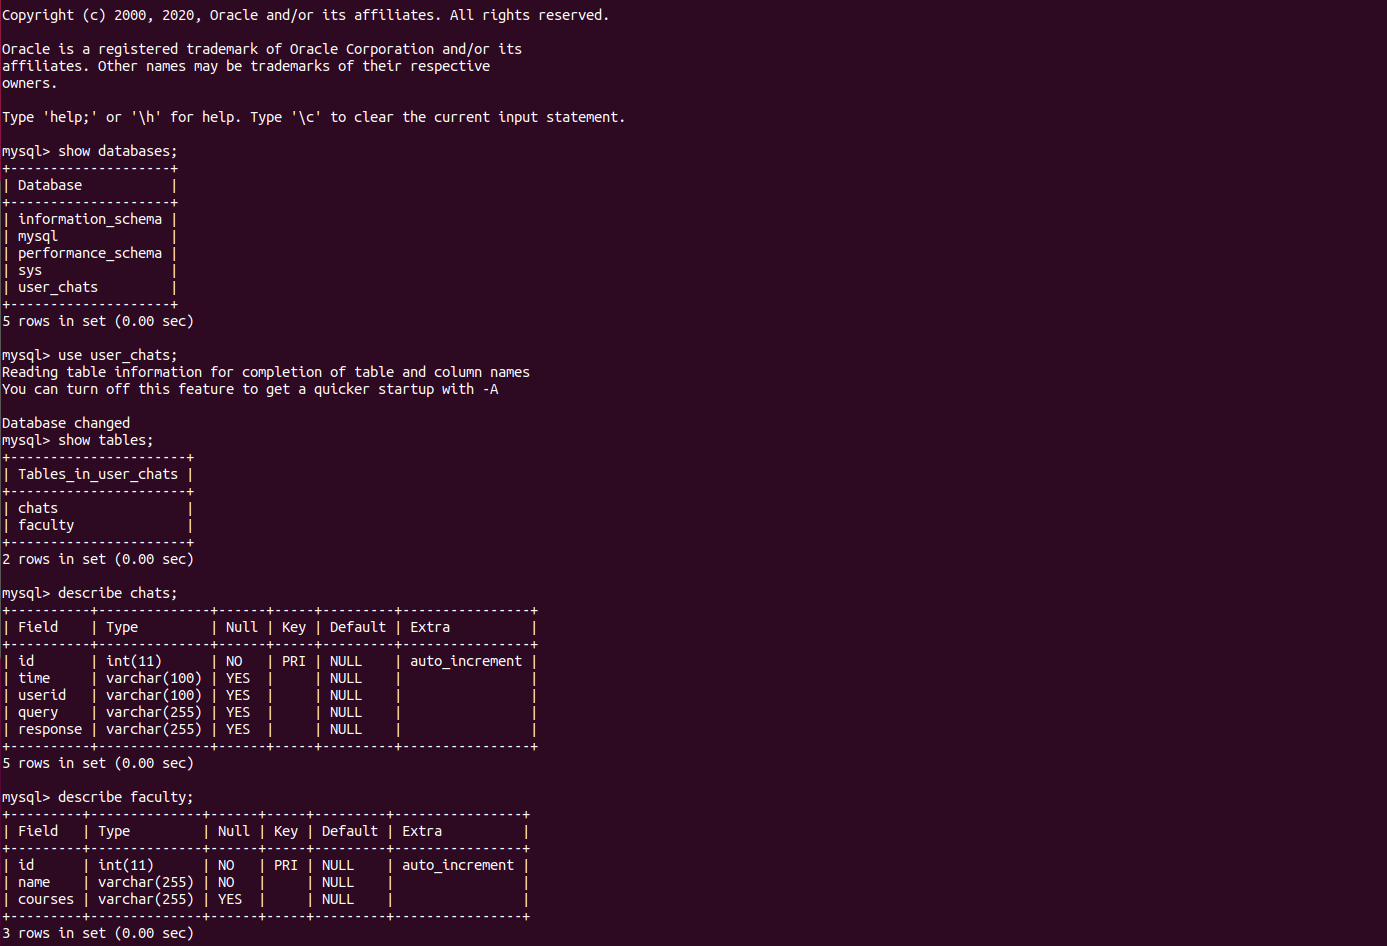 Copyright (c) 2000, 2020, Oracle and/or its affiliates. All rights reserved.
Oracle is a registered trademark of Oracle Corporation and/or its
affiliates. Other names may be trademarks of their respective
owners.
Type 'help;' or '\h' for help. Type '\c' to clear the current input statement.
mysql> show databases;
+--------------------+
| Database           |
+--------------------+
| information_schema |
| mysql              |
| performance_schema |
| sys                |
| user_chats         |
+--------------------+
5 rows in set (0.00 sec)
mysql> use user_chats;
Reading table information for completion of table and column names
You can turn off this feature to get a quicker startup with -A
Database changed
mysql> show tables;
+----------------------+
| Tables_in_user_chats |
+----------------------+
| chats                |
| faculty              |
+----------------------+
2 rows in set (0.00 sec)
mysql> describe chats;
+----------+--------------+------+-----+---------+----------------+
| Field    | Type         | Null | Key | Default | Extra          |
+----------+--------------+------+-----+---------+----------------+
| id       | int(11)      | NO   | PRI | NULL    | auto_increment |
| time     | varchar(100) | YES  |     | NULL    |                |
| userid   | varchar(100) | YES  |     | NULL    |                |
| query    | varchar(255) | YES  |     | NULL    |                |
| response | varchar(255) | YES  |     | NULL    |                |
+----------+--------------+------+-----+---------+----------------+
5 rows in set (0.00 sec)
mysql> describe faculty;
+---------+--------------+------+-----+---------+----------------+
| Field   | Type         | Null | Key | Default | Extra          |
+---------+--------------+------+-----+---------+----------------+
| id      | int(11)      | NO   | PRI | NULL    | auto_increment |
| name    | varchar(255) | NO   |     | NULL    |                |
| courses | varchar(255) | YES  |     | NULL    |                |
+---------+--------------+------+-----+---------+----------------+
3 rows in set (0.00 sec)